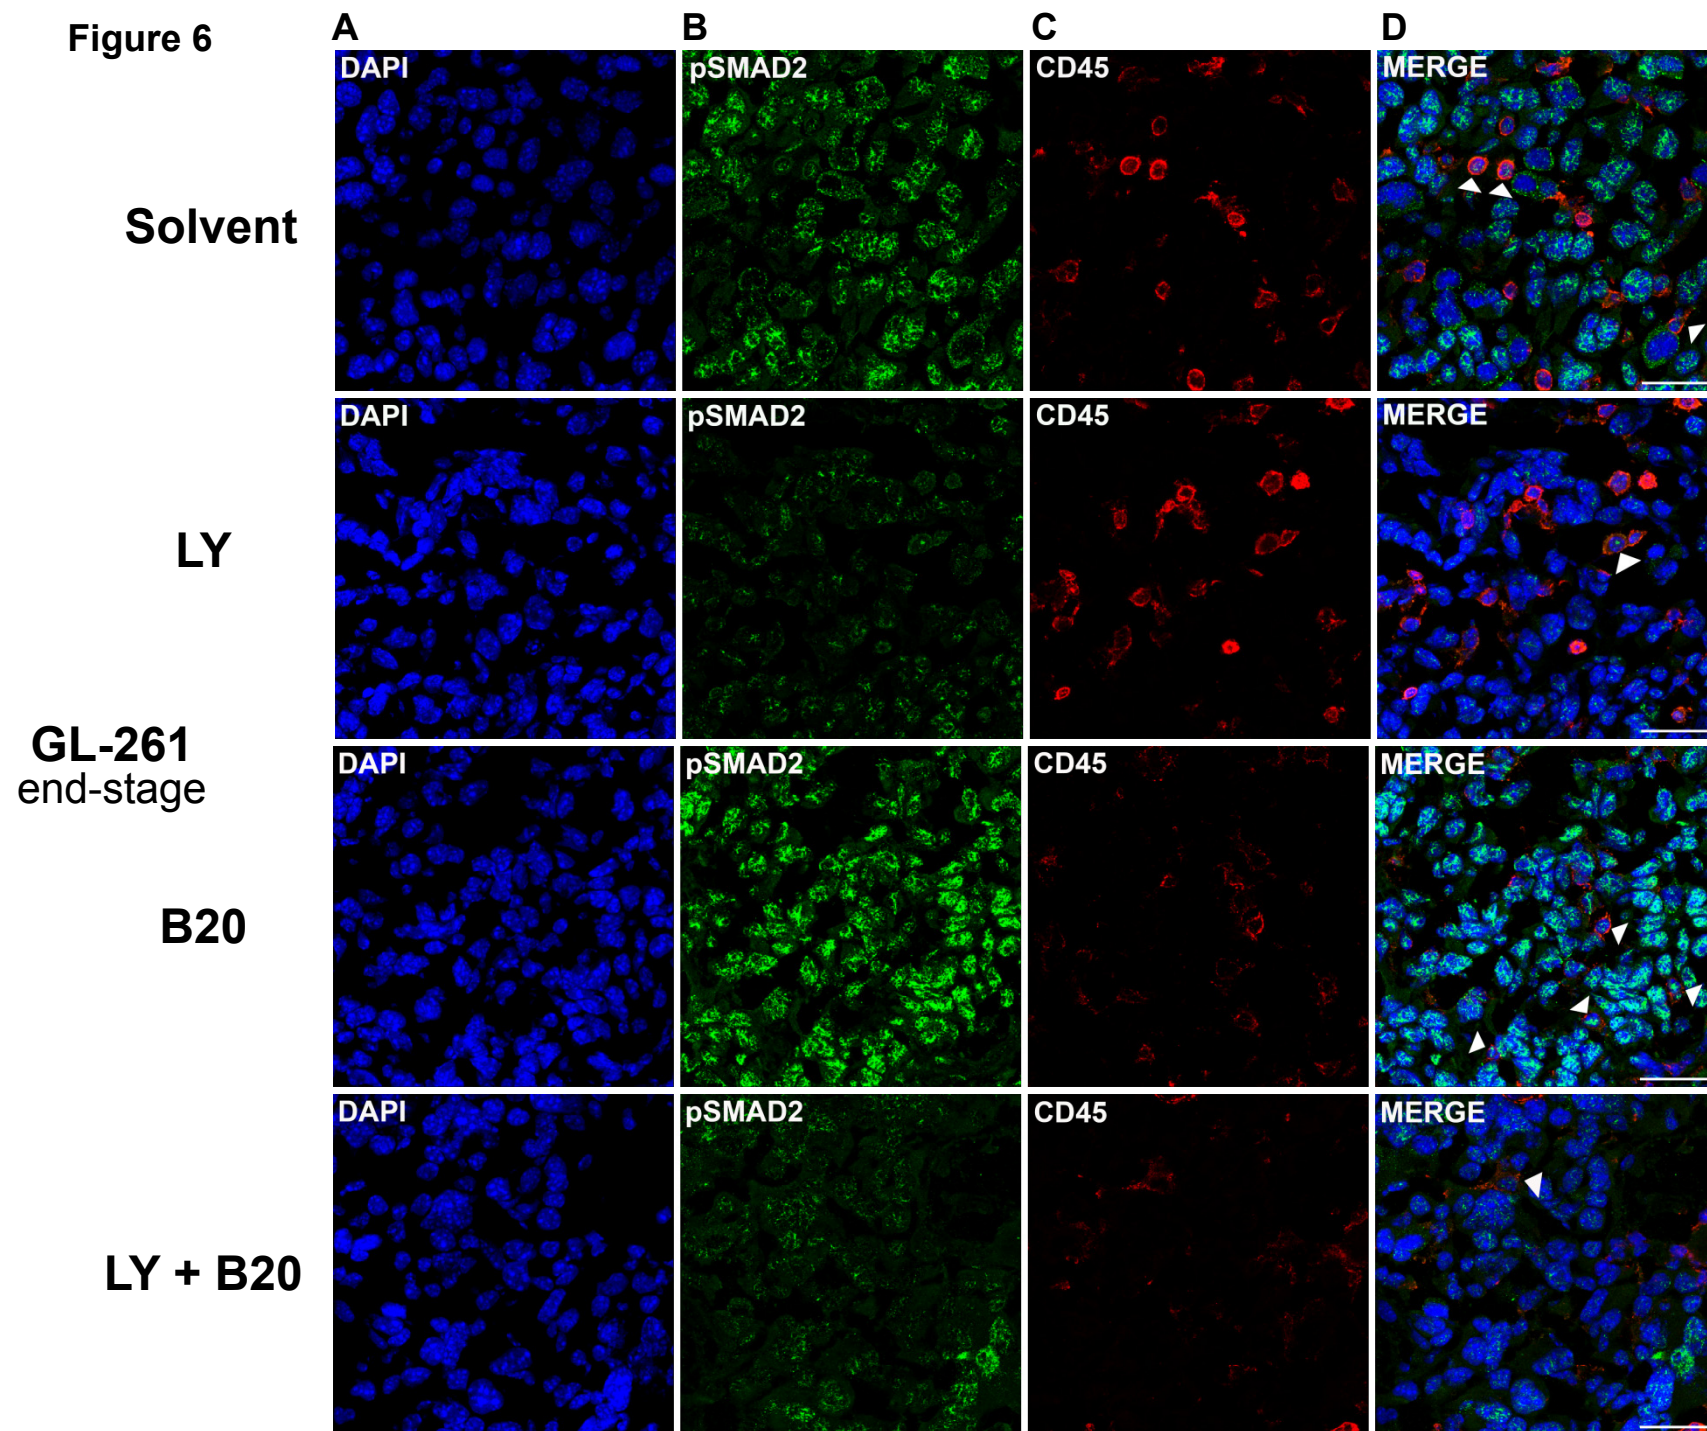 Figure 6
A B C D
Solvent
DAPI pSMAD2 CD45 MERGE
LY
DAPI pSMAD2 CD45 MERGE
GL-261
end-stage
B20
DAPI pSMAD2 CD45 MERGE
LY + B20
DAPI pSMAD2 CD45 MERGE